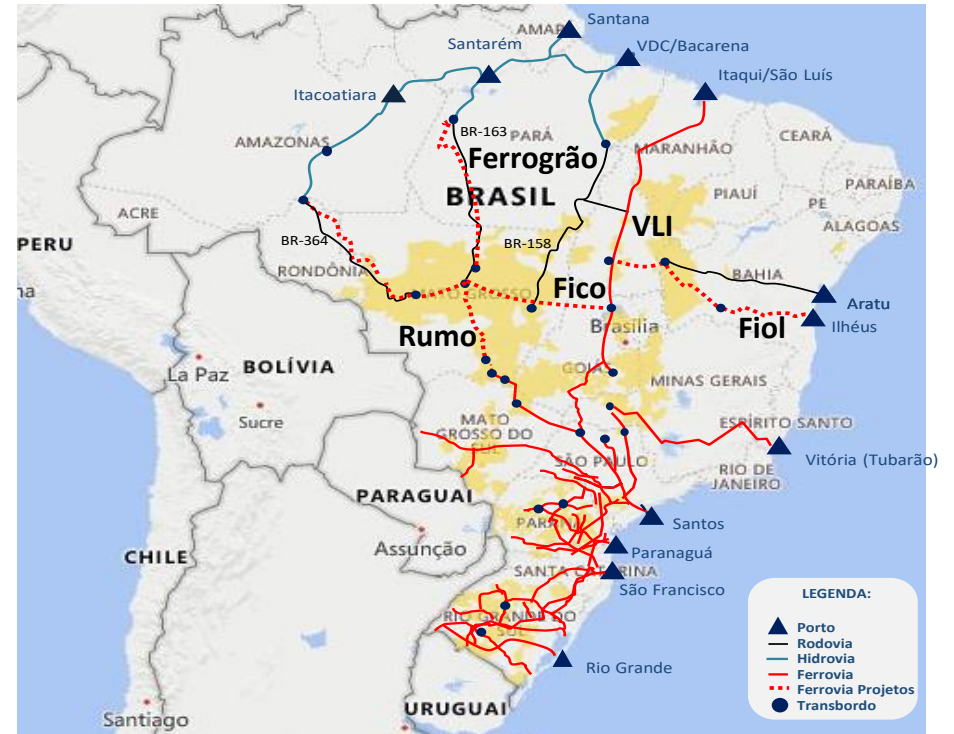 Santana
AMAP
Santarém
VDC/Bacarena
Itaqui/São Luís
Itacoatiara
BR-163
PARÁ
CEARÁ
AMAZONAS
Ferrogrão
MARANHÃO
BRASIL
PIAUÍ
PARAÍBA
PE
ACRE
VLI
ALAGOAS
PERU
BR-364
BR-158
RONDÔNIA
BAHIA
na
MATO GROSSO
Fico
Aratu
Rumo
Brasília
Fiol
Ilhéus
La Paz
BOLÍVIA
GOIÁS
MINAS GERAIS
Sucre
MATO
GROSSO DO
SUL
ESPÍRITO SANTO
SÃO PAULO
Vitória (Tubarão)
RIO DE
JANEIRO
PARAGUAI
PARANÁ
Santos
Assunção
CHILE
Paranaguá
SANTA CATARINA
São Francisco
RIO GRANDE DO
SUL
Rio Grande
URUGUAI
Santiago
LEGENDA:
Porto
Rodovia
Hidrovia
Ferrovia
Ferrovia Projetos
Transbordo